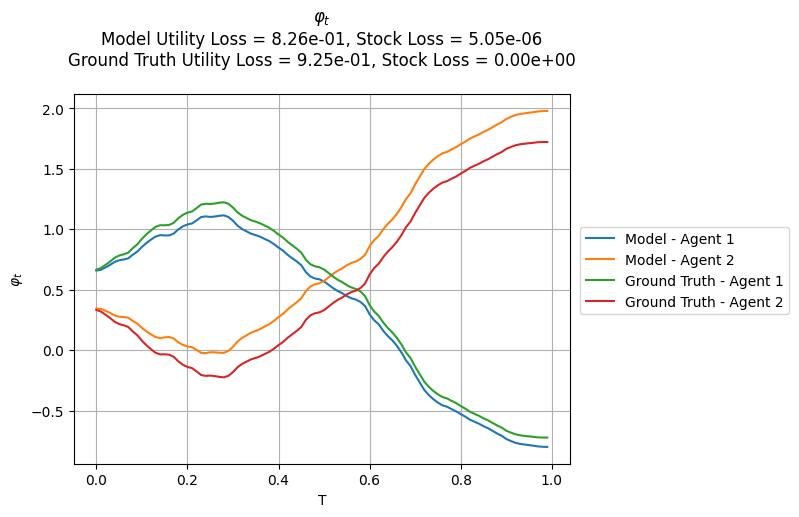 φₜ
Model Utility Loss = 8.26e-01, Stock Loss = 5.05e-06
Ground Truth Utility Loss = 9.25e-01, Stock Loss = 0.00e+00
2.0
1.5
1.0
0.5
0.0
−0.5
φₜ
0.0 0.2 0.4 0.6 0.8 1.0
T
Model - Agent 1
Model - Agent 2
Ground Truth - Agent 1
Ground Truth - Agent 2